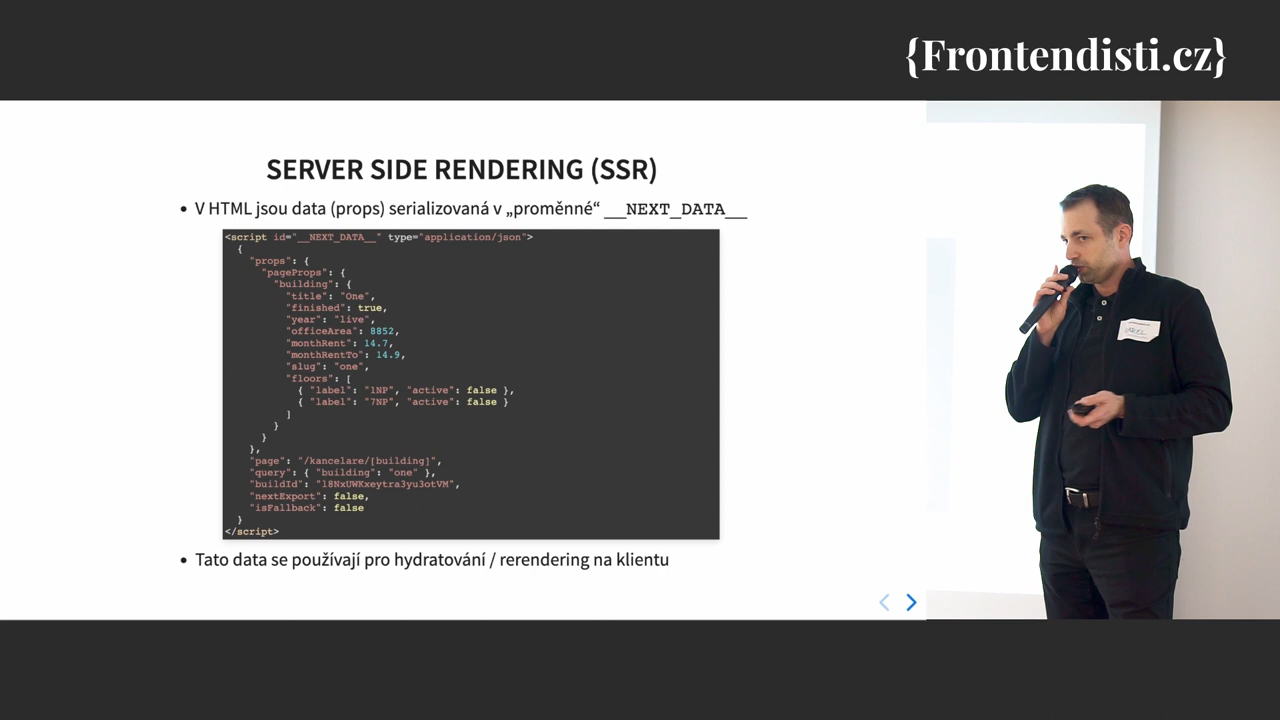 {Frontendisti.cz}
SERVER SIDE RENDERING (SSR)
• V HTML jsou data (props) serializovaná v „proměnné“ __NEXT_DATA__
<script id="__NEXT_DATA__" type="application/json">
{
"props": {
"pageProps": {
"building": {
"title": "One",
"finished": true,
"year": "live",
"officeArea": 8852,
"monthRent": 14.7,
"monthRentTo": 14.9,
"slug": "one",
"floors": [
{ "label": "1NP", "active": false },
{ "label": "7NP", "active": false }
]
}
}
},
"page": "/kancelare/[building]",
"query": { "building": "one" },
"buildId": "l8NxUWKxeytra3yu3otVM",
"nextExport": false,
"isFallback": false
}
</script>
• Tato data se používají pro hydratování / rerendering na klientu